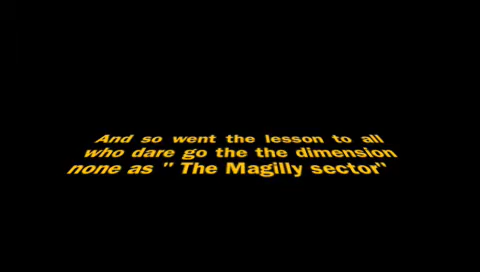 And so went the lesson to all
who dare go the the dimension
none as " The Magilly sector"